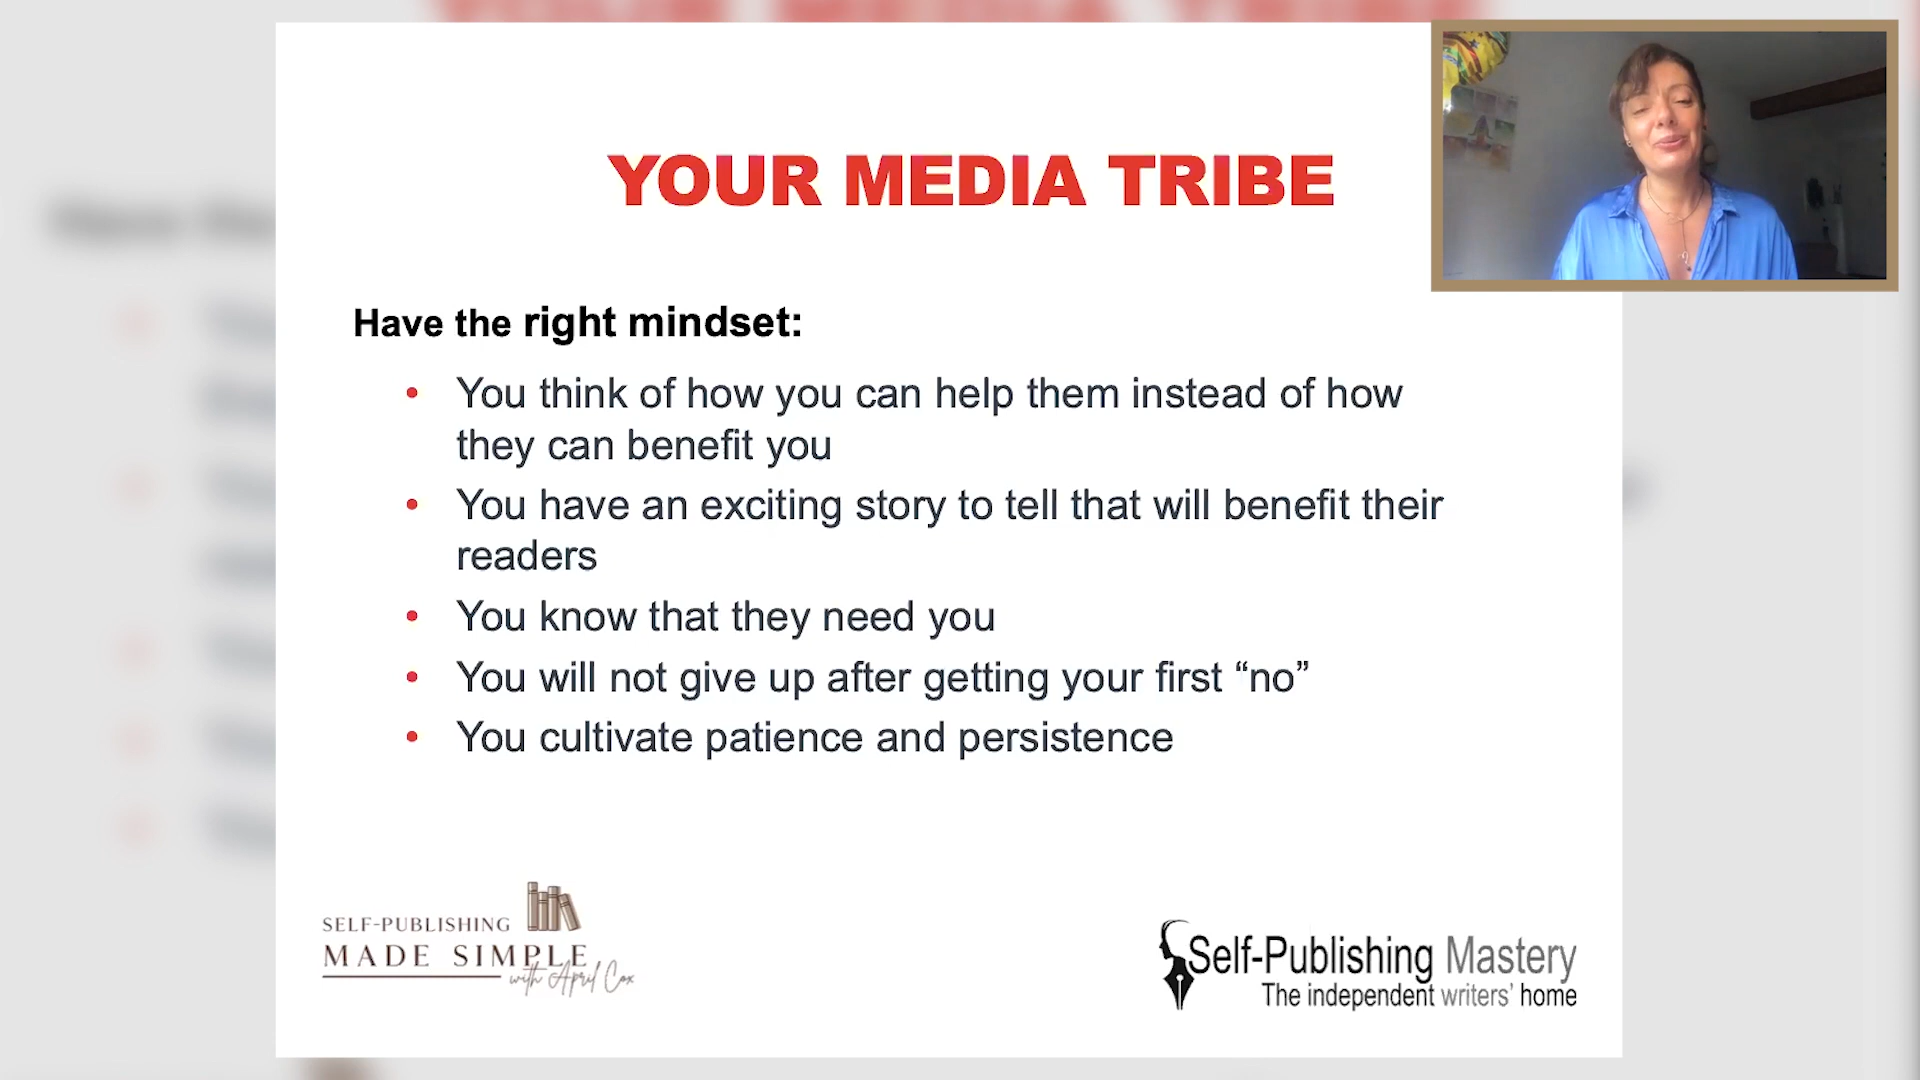 YOUR MEDIA TRIBE
Have the right mindset:
• You think of how you can help them instead of how
they can benefit you
• You have an exciting story to tell that will benefit their
readers
• You know that they need you
• You will not give up after getting your first “no”
• You cultivate patience and persistence
SELF-PUBLISHING
MADE SIMPLE
with April Cox
Self-Publishing Mastery
The independent writers’ home